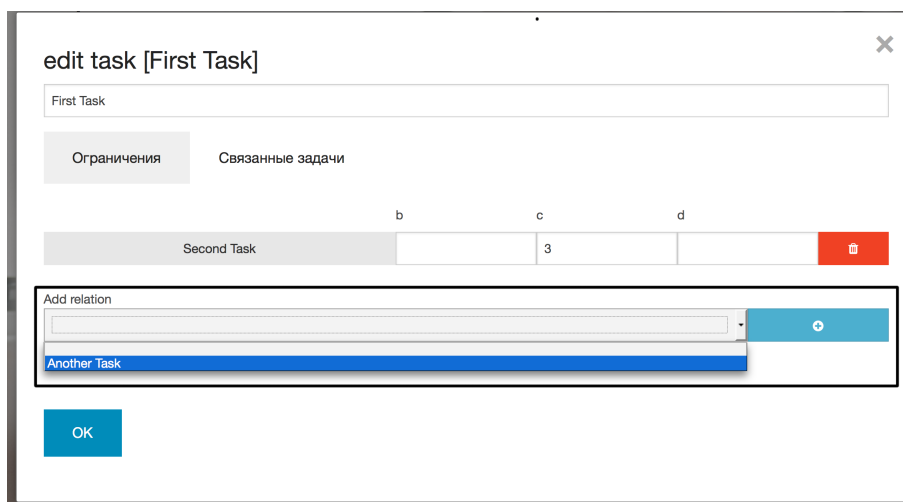 edit task [First Task]
First Task
Ограничения Связанные задачи
b c d
Second Task 3
Add relation
Another Task
OK